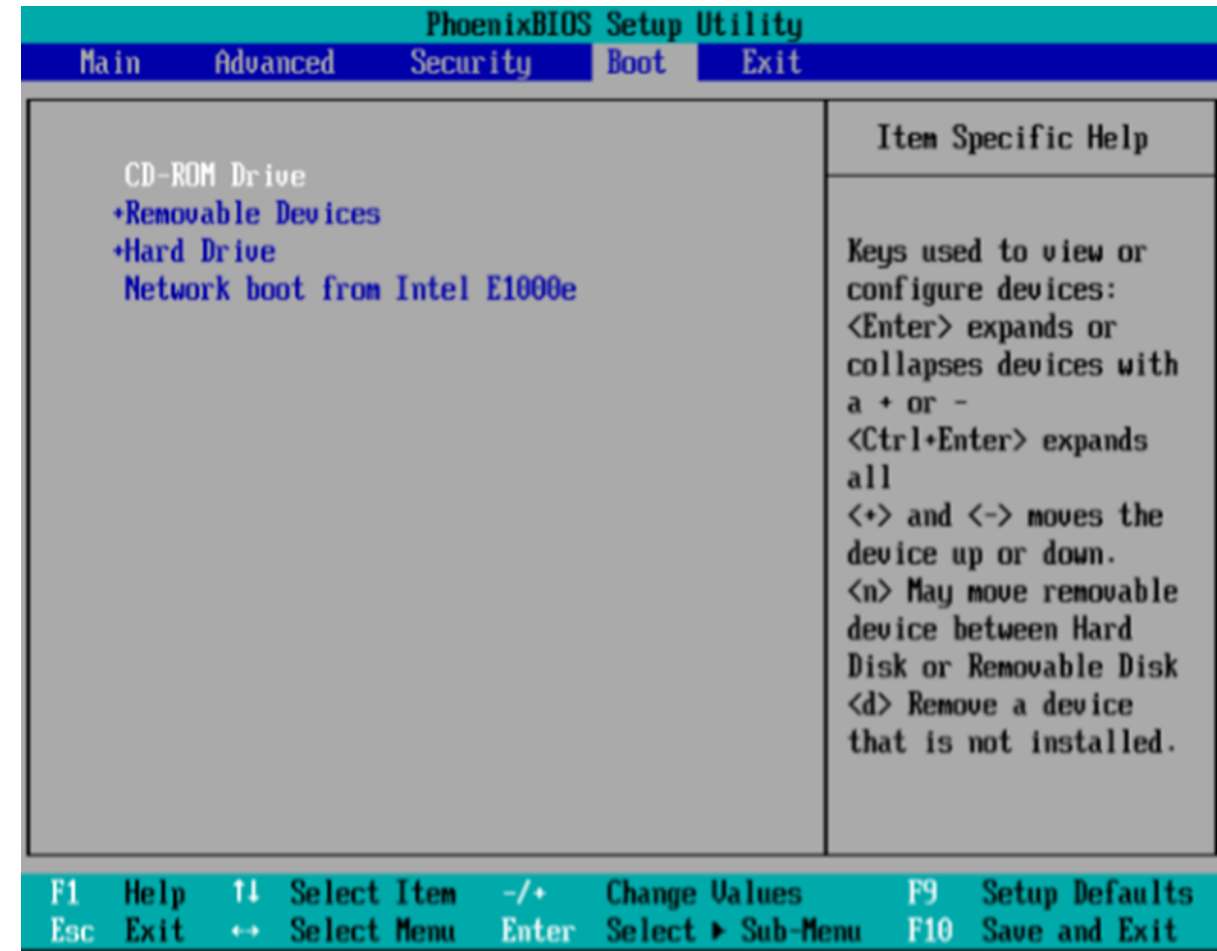 PhoenixBIOS Setup Utility
Main Advanced Security Boot Exit
CD-ROM Drive
+Removable Devices
+Hard Drive
Network boot from Intel E1000e
Item Specific Help
Keys used to view or
configure devices:
<Enter> expands or
collapses devices with
a + or -
<Ctrl+Enter> expands
all
<+> and <-> moves the
device up or down.
<n> May move removable
device between Hard
Disk or Removable Disk
<d> Remove a device
that is not installed.
F1 Help ↑↓ Select Item -/+ Change Values F9 Setup Defaults
Esc Exit ↔ Select Menu Enter Select ▶ Sub-Menu F10 Save and Exit